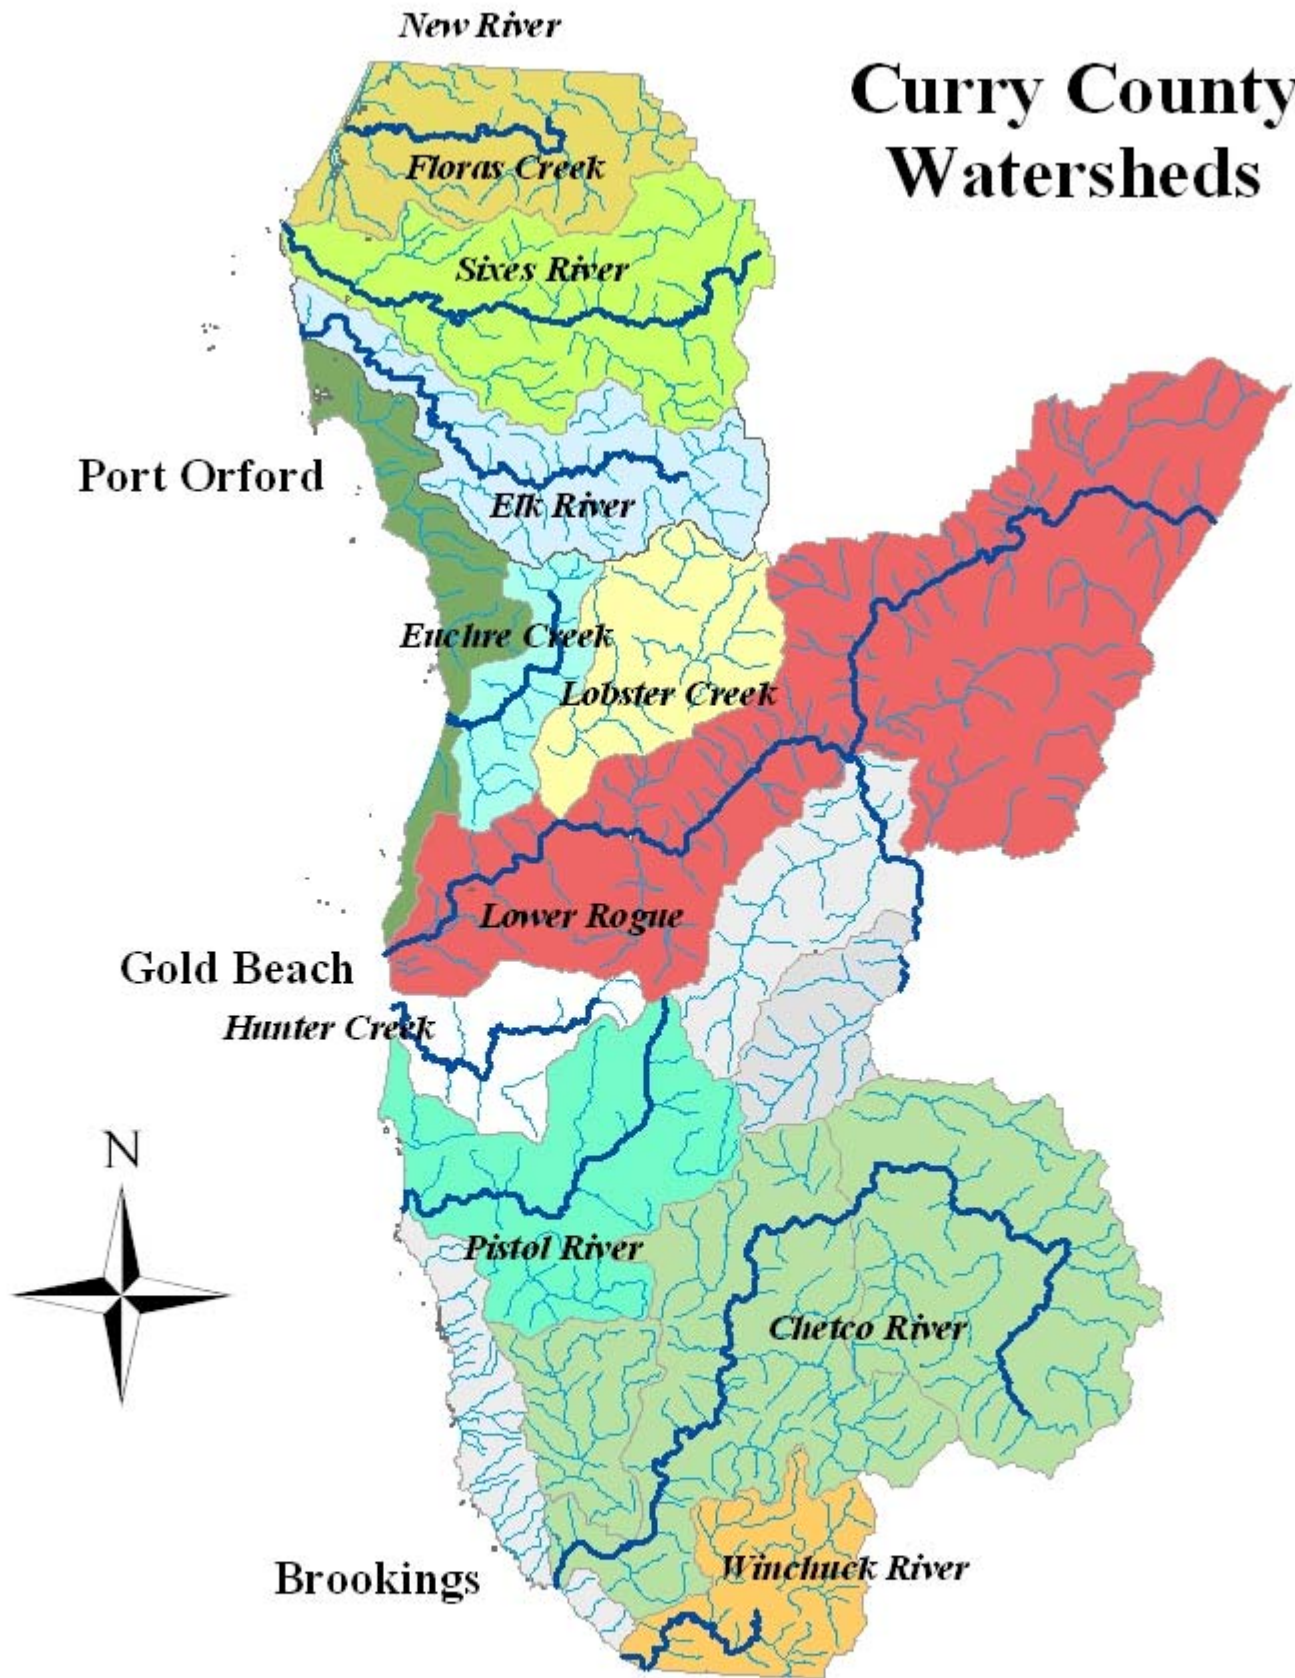 New River
Curry County
Watersheds
Floras Creek
Sixes River
Port Orford
Elk River
Euchre Creek
Lobster Creek
Lower Rogue
Gold Beach
Hunter Creek
N
Pistol River
Chetco River
Winchuck River
Brookings